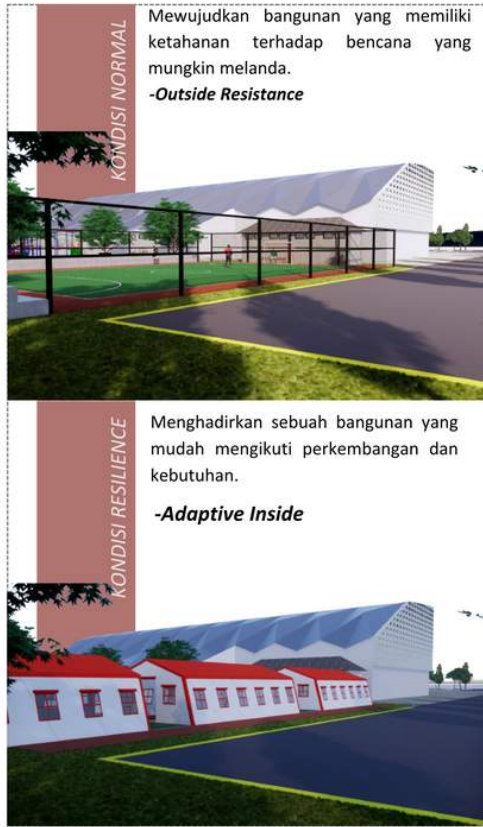 Mewujudkan bangunan yang memiliki
ketahanan terhadap bencana yang
mungkin melanda.
-Outside Resistance
KONDISI NORMAL
Menghadirkan sebuah bangunan yang
mudah mengikuti perkembangan dan
kebutuhan.
-Adaptive Inside
KONDISI RESILIENCE